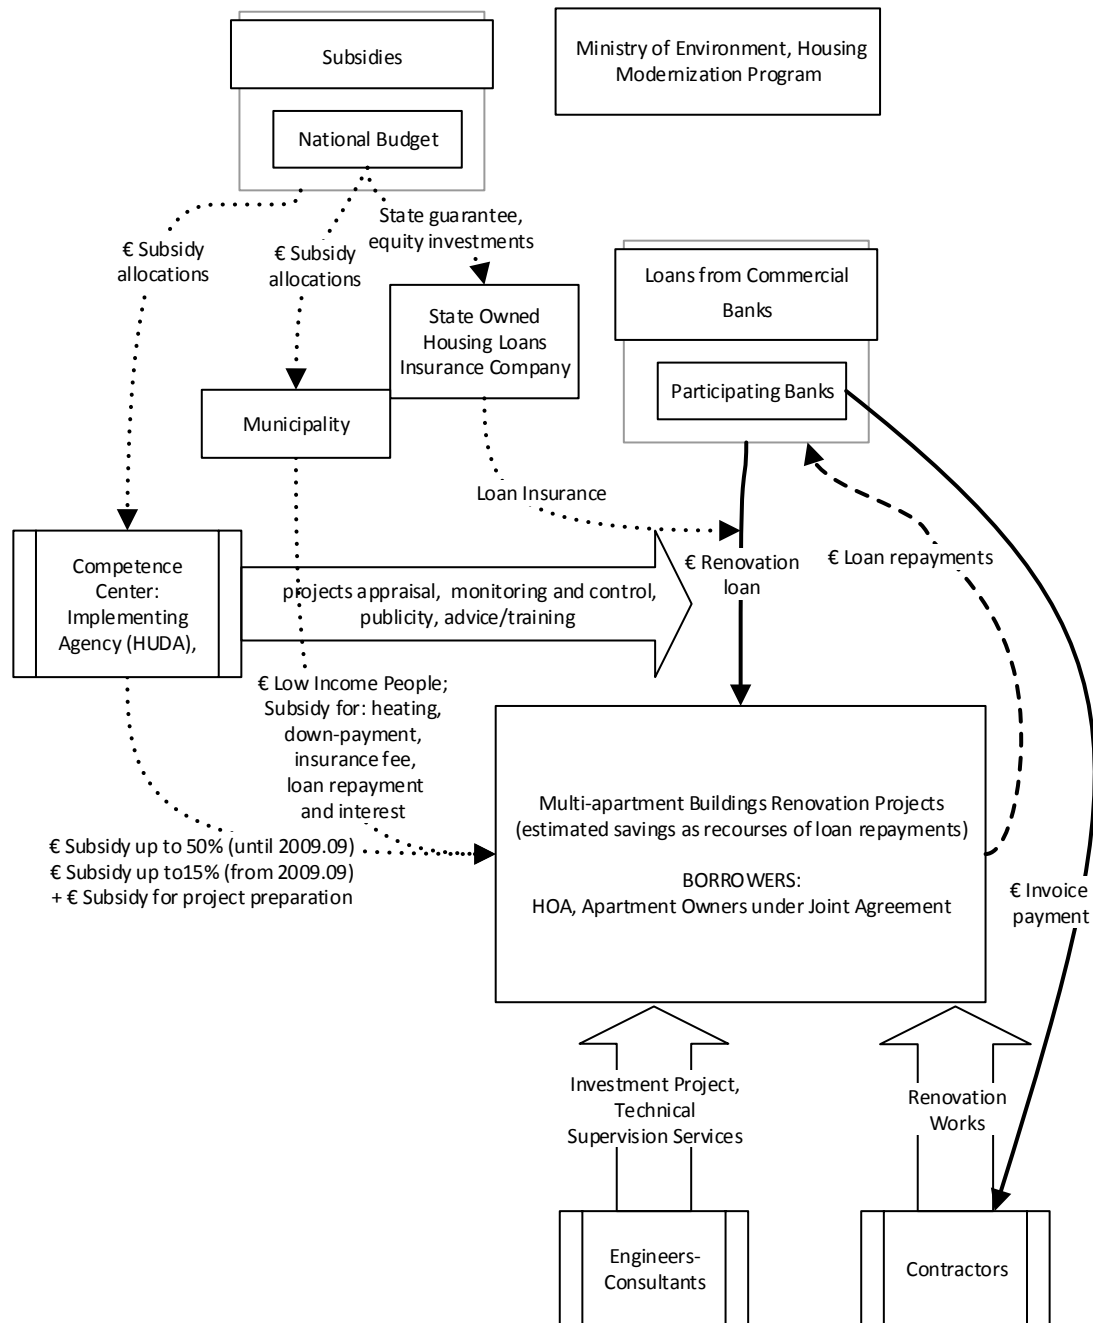 Subsidies
Ministry of Environment, Housing
Modernization Program
National Budget
State guarantee,
equity investments
€ Subsidy
allocations
€ Subsidy
allocations
Loans from Commercial
Banks
State Owned
Housing Loans
Insurance Company
Participating Banks
Municipality
Loan Insurance
€ Renovation
loan
€ Loan repayments
Competence
Center:
Implementing
Agency (HUDA),
projects appraisal, monitoring and control,
publicity, advice/training
€ Low Income People;
Subsidy for: heating,
down-payment,
insurance fee,
loan repayment
and interest
€ Subsidy up to 50% (until 2009.09)
€ Subsidy up to15% (from 2009.09)
+ € Subsidy for project preparation
Multi-apartment Buildings Renovation Projects
(estimated savings as recourses of loan repayments)
BORROWERS:
HOA, Apartment Owners under Joint Agreement
€ Invoice
payment
Investment Project,
Technical
Supervision Services
Renovation
Works
Engineers-
Consultants
Contractors